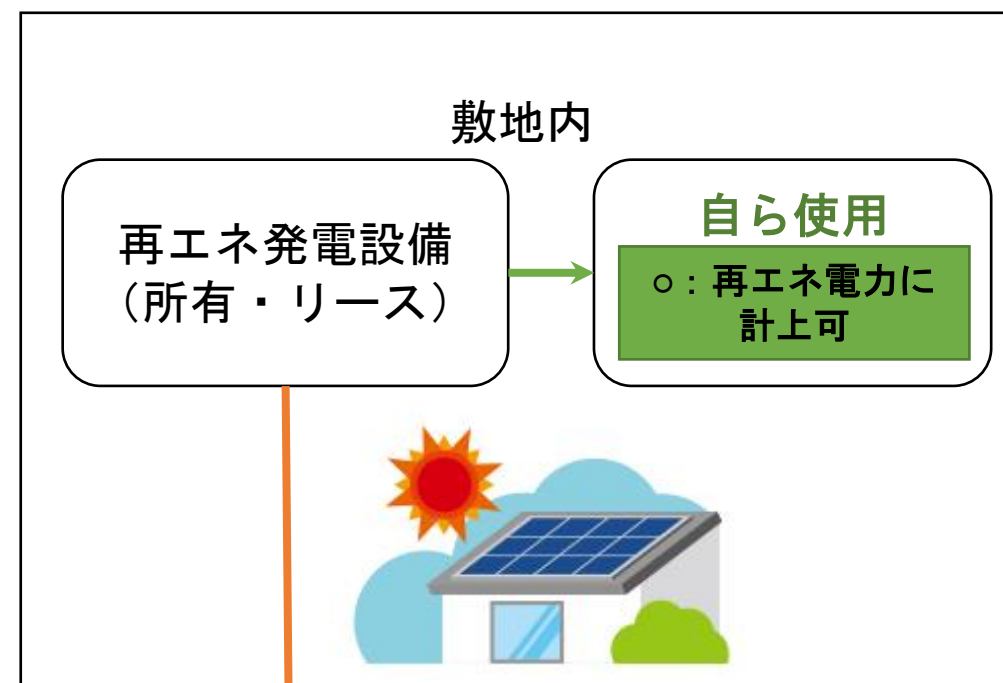 敷地内
再エネ発電設備
（所有・リース）
自ら使用
○：再エネ電力に
計上可